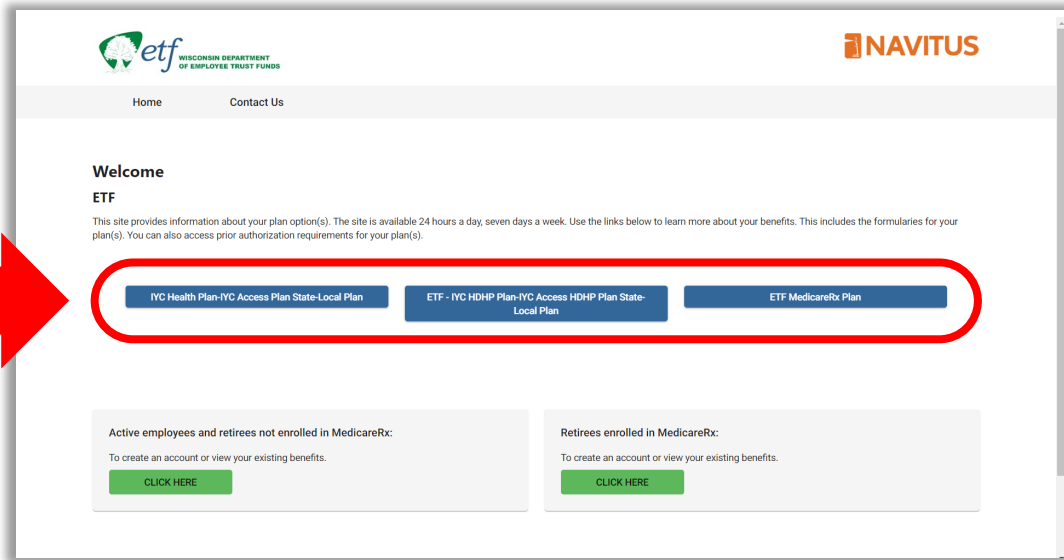 etf WISCONSIN DEPARTMENT
OF EMPLOYEE TRUST FUNDS
NAVITUS
Home Contact Us
Welcome
ETF
This site provides information about your plan option(s). The site is available 24 hours a day, seven days a week. Use the links below to learn more about your benefits. This includes the formularies for your
plan(s). You can also access prior authorization requirements for your plan(s).
IYC Health Plan-IYC Access Plan State-Local Plan
ETF - IYC HDHP Plan-IYC Access HDHP Plan State-
Local Plan
ETF MedicareRx Plan
Active employees and retirees not enrolled in MedicareRx:
To create an account or view your existing benefits.
CLICK HERE
Retirees enrolled in MedicareRx:
To create an account or view your existing benefits.
CLICK HERE